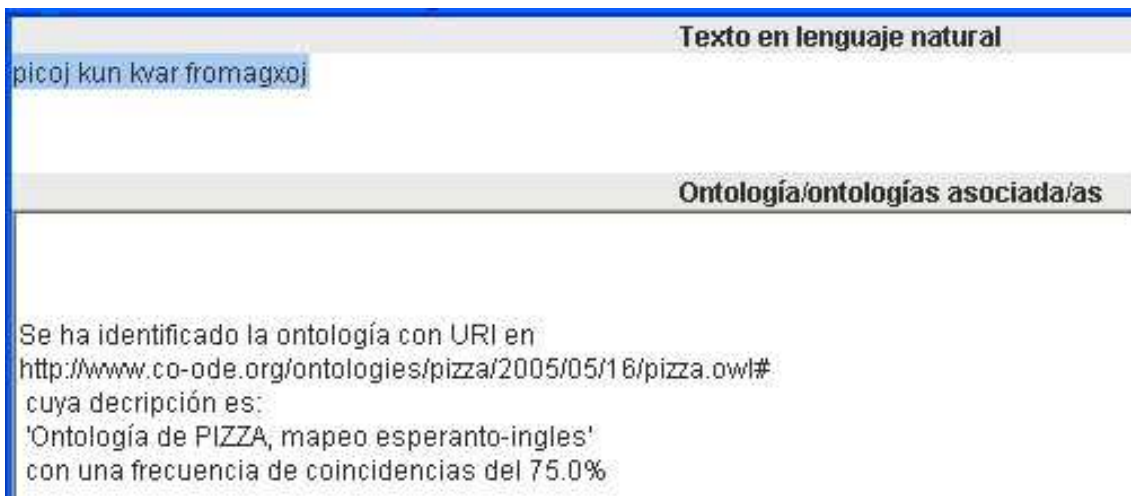 Texto en lenguaje natural
picoj kun kvar fromagxoj
Ontología/ontologías asociada/as
Se ha identificado la ontología con URI en
http://www.co-ode.org/ontologies/pizza/2005/05/16/pizza.owl#
cuya decripción es:
'Ontología de PIZZA, mapeo esperanto-ingles'
con una frecuencia de coincidencias del 75.0%